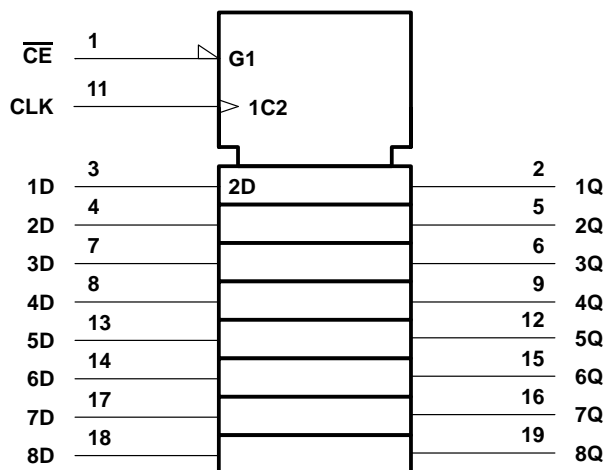 CE 1 G1
CLK 11 1C2
1D 3 2D 2 1Q
2D 4 5 2Q
3D 7 6 3Q
4D 8 9 4Q
5D 13 12 5Q
6D 14 15 6Q
7D 17 16 7Q
8D 18 19 8Q